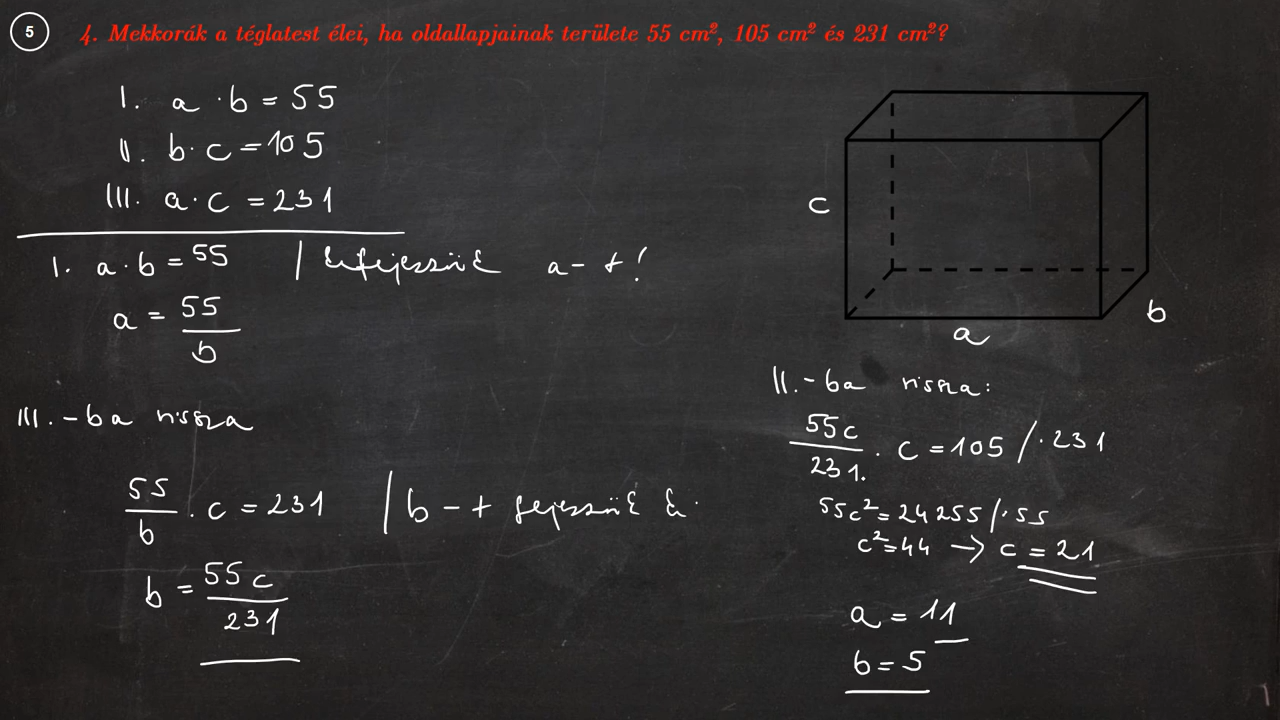 5
4. Mekkorák a téglatest élei, ha oldallapjainak területe 55 cm², 105 cm² és 231 cm²?
I. a · b = 55
II. b · c = 105
III. a · c = 231
I. a · b = 55 | kifejezzük a-t!
a = 55/b
III.-ba vissza
55/b · c = 231 | b-t fejezzük ki
b = 55c/231
c
a
b
II.-ba vissza:
55c/231 · c = 105 /· 231
55c² = 24255 /: 55
c² = 44 → c = 21
a = 11
b = 5